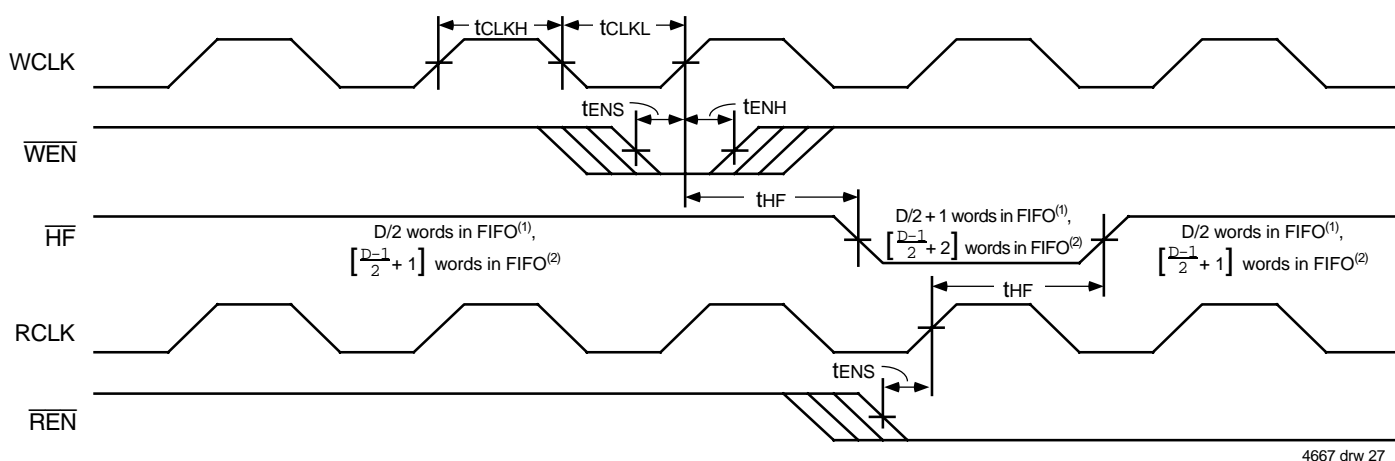 tCLKH
tCLKL
WCLK
tENS
tENH
WEN
tHF
HF
D/2 words in FIFO(1),
[D-1/2 + 1] words in FIFO(2)
D/2 + 1 words in FIFO(1),
[D-1/2 + 2] words in FIFO(2)
D/2 words in FIFO(1),
[D-1/2 + 1] words in FIFO(2)
tHF
RCLK
tENS
REN
4667 drw 27